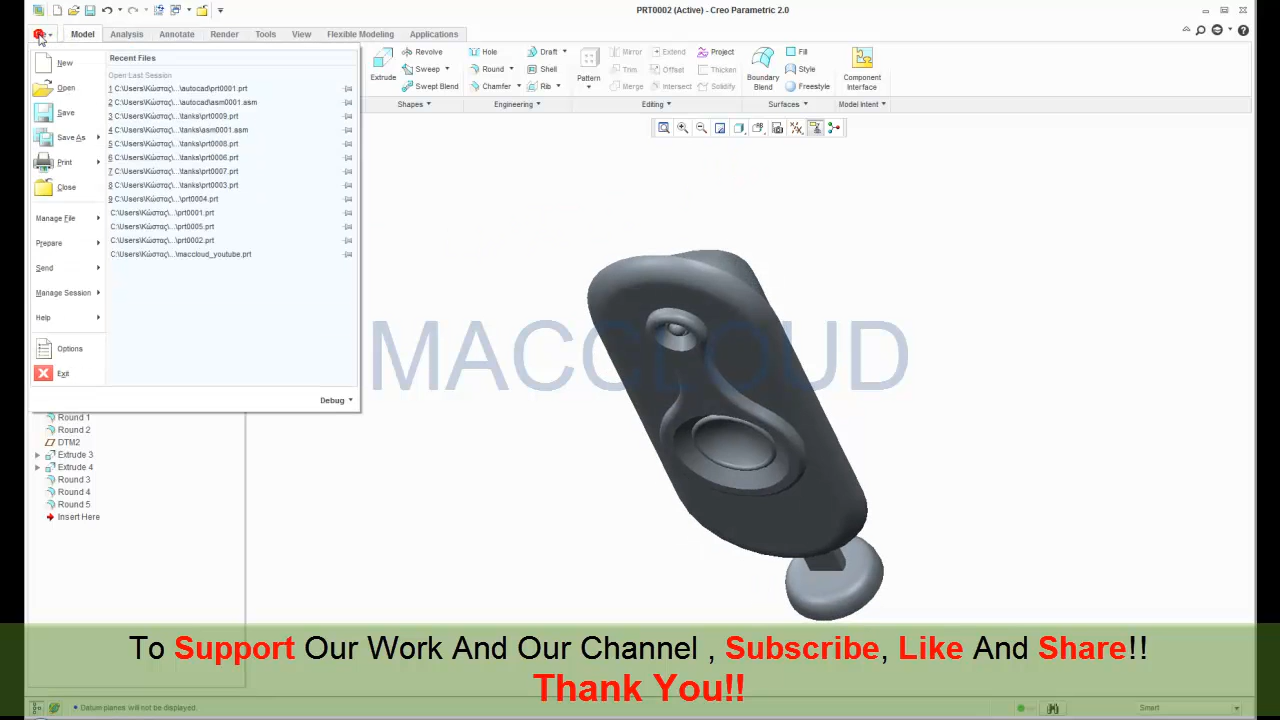 PRT0002 (Active) - Creo Parametric 2.0
Model Analysis Annotate Render Tools View Flexible Modeling Applications
New
Open
Save
Save As
Print
Close
Manage File
Prepare
Send
Manage Session
Help
Options
Exit
Recent Files
Open Last Session
1 C:\Users\Κώστας\...\autocad\prt0001.prt
2 C:\Users\Κώστας\...\autocad\asm0001.asm
3 C:\Users\Κώστας\...\tanks\prt0009.prt
4 C:\Users\Κώστας\...\tanks\asm0001.asm
5 C:\Users\Κώστας\...\tanks\prt0008.prt
6 C:\Users\Κώστας\...\tanks\prt0006.prt
7 C:\Users\Κώστας\...\tanks\prt0007.prt
8 C:\Users\Κώστας\...\tanks\prt0003.prt
9 C:\Users\Κώστας\...\prt0004.prt
C:\Users\Κώστας\...\prt0001.prt
C:\Users\Κώστας\...\prt0005.prt
C:\Users\Κώστας\...\prt0002.prt
C:\Users\Κώστας\...\maccloud_youtube.prt
Debug
Extrude
Revolve
Sweep
Swept Blend
Shapes
Hole
Round
Chamfer
Draft
Shell
Rib
Engineering
Pattern
Mirror
Trim
Merge
Extend
Offset
Intersect
Project
Thicken
Solidify
Editing
Boundary
Blend
Fill
Style
Freestyle
Surfaces
Component
Interface
Model Intent
MACCLOUD
Round 1
Round 2
DTM2
Extrude 3
Extrude 4
Round 3
Round 4
Round 5
Insert Here
To Support Our Work And Our Channel , Subscribe, Like And Share!!
Thank You!!
Datum planes will not be displayed.
Smart